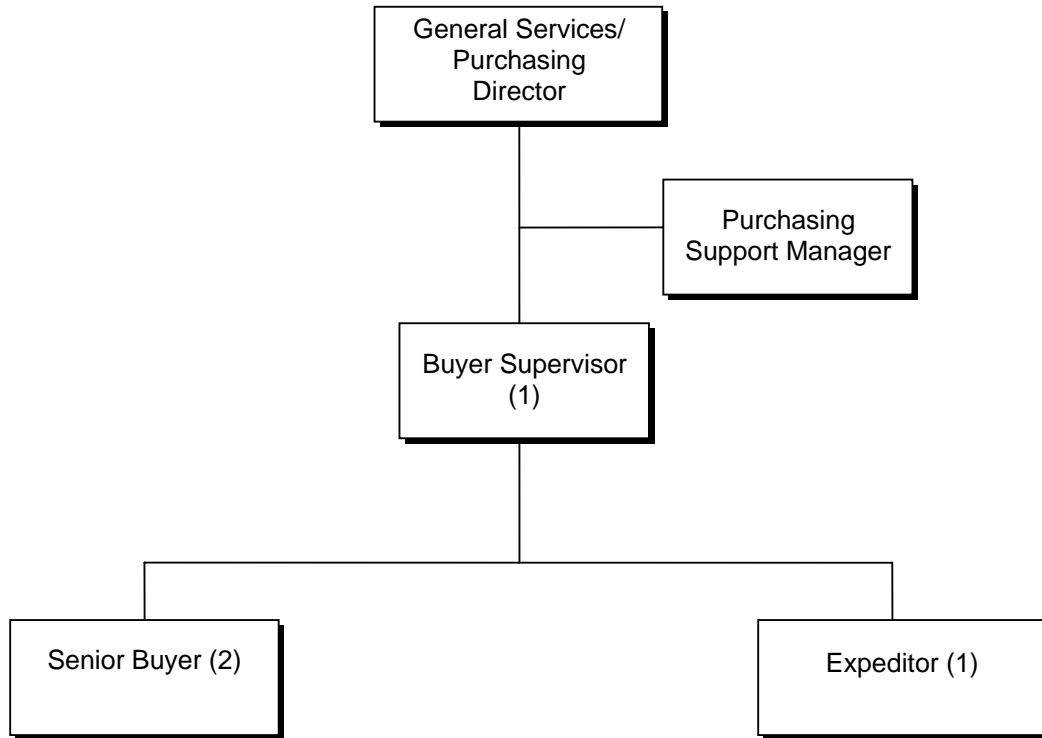 General Services/
Purchasing
Director
Purchasing
Support Manager
Buyer Supervisor
(1)
Senior Buyer (2)
Expeditor (1)